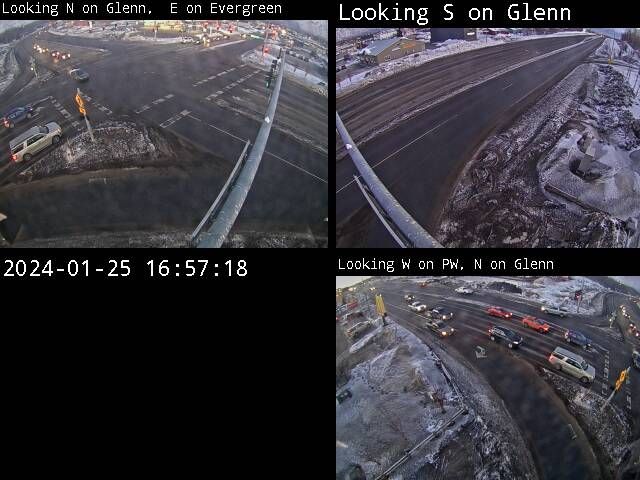 Looking N on Glenn,  E on Evergreen
Looking S on Glenn
2024-01-25 16:57:18
Looking W on PW, N on Glenn